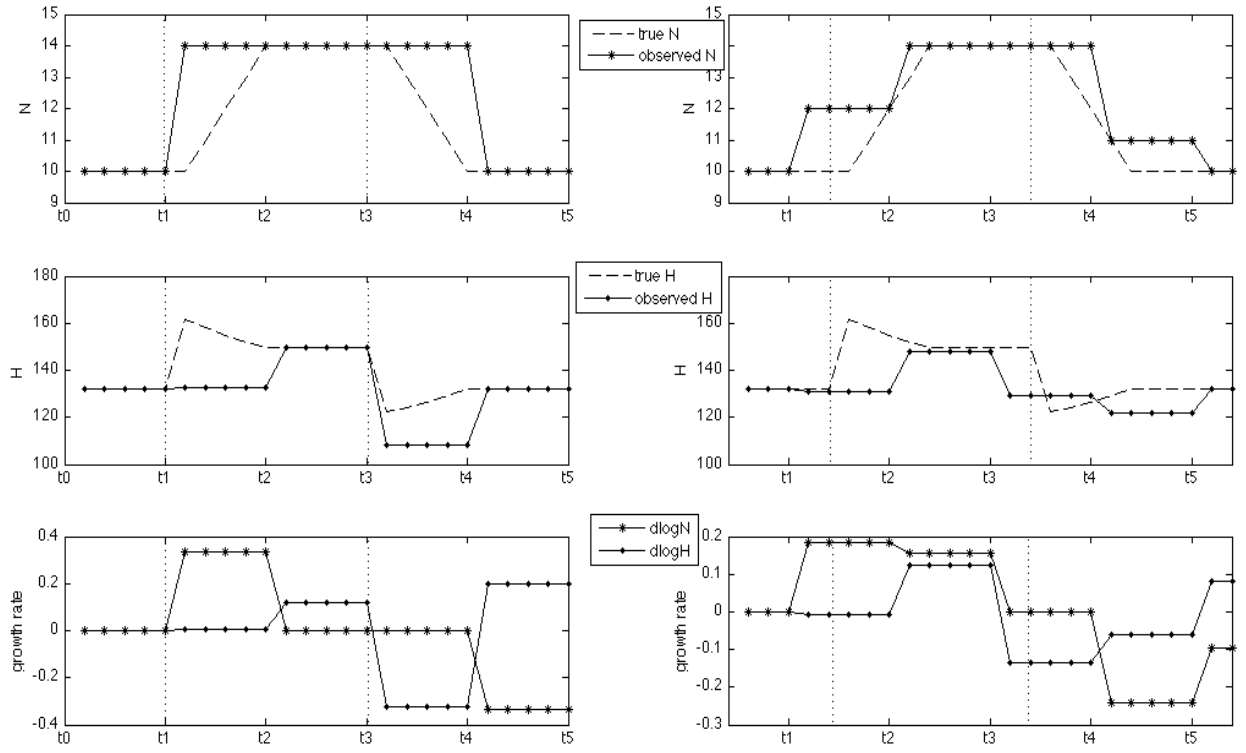 15
14
13
12
11
10
9
N
t0
t1
t2
t3
t4
t5
true N
observed N
15
14
13
12
11
10
9
N
t1
t2
t3
t4
t5
180
160
140
120
100
H
t0
t1
t2
t3
t4
t5
true H
observed H
160
140
120
100
H
t1
t2
t3
t4
t5
0.4
0.2
0
-0.2
-0.4
growth rate
t0
t1
t2
t3
t4
t5
dlogN
dlogH
0.2
0.1
0
-0.1
-0.2
-0.3
growth rate
t1
t2
t3
t4
t5